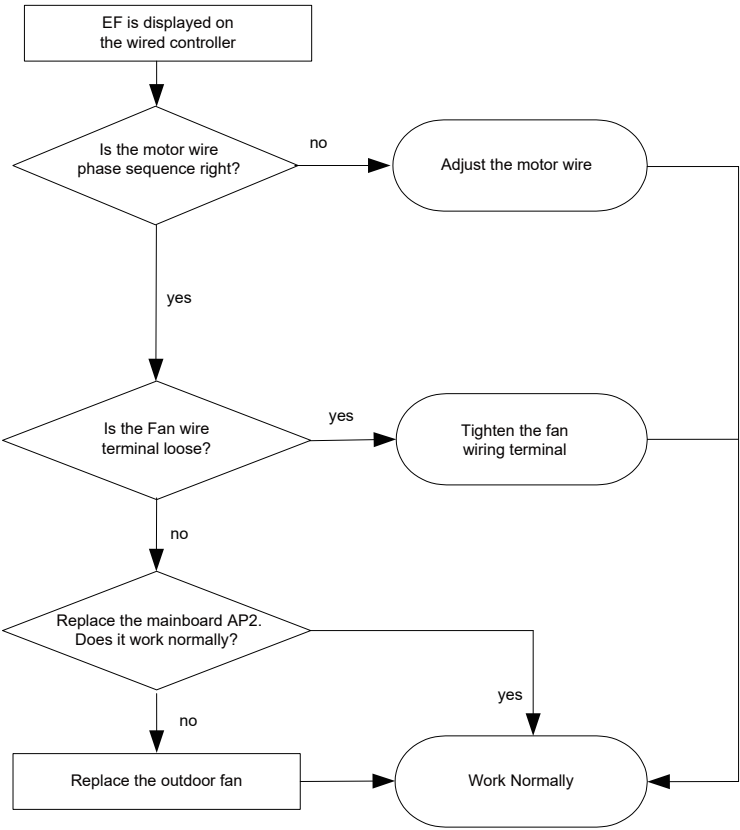 EF is displayed on
the wired controller
Is the motor wire
phase sequence right?
no
Adjust the motor wire
yes
Is the Fan wire
terminal loose?
yes
Tighten the fan
wiring terminal
no
Replace the mainboard AP2.
Does it work normally?
yes
no
Replace the outdoor fan
Work Normally